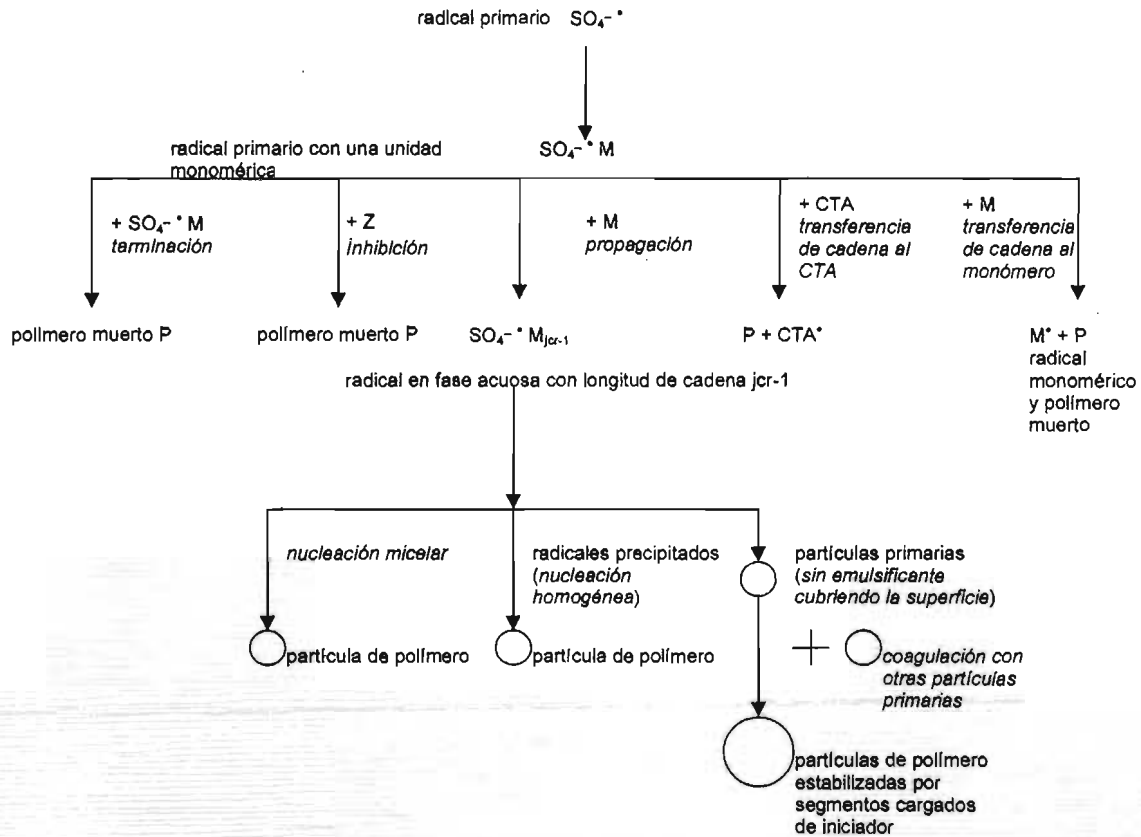 radical primario SO₄⁻•
radical primario con una unidad
monomérica
SO₄⁻• M
+ SO₄⁻• M
terminación
+ Z
inhibición
+ M
propagación
+ CTA
transferencia
de cadena al
CTA
+ M
transferencia
de cadena al
monómero
polímero muerto P
polímero muerto P
SO₄⁻• M jcr-1
P + CTA•
M• + P
radical
monomérico
y polímero
muerto
radical en fase acuosa con longitud de cadena jcr-1
nucleación micelar
radicales precipitados
(nucleación
homogénea)
partículas primarias
(sin emulsificante
cubriendo la superficie)
partícula de polímero
partícula de polímero
+
coagulación con
otras partículas
primarias
partículas de polímero
estabilizadas por
segmentos cargados
de iniciador